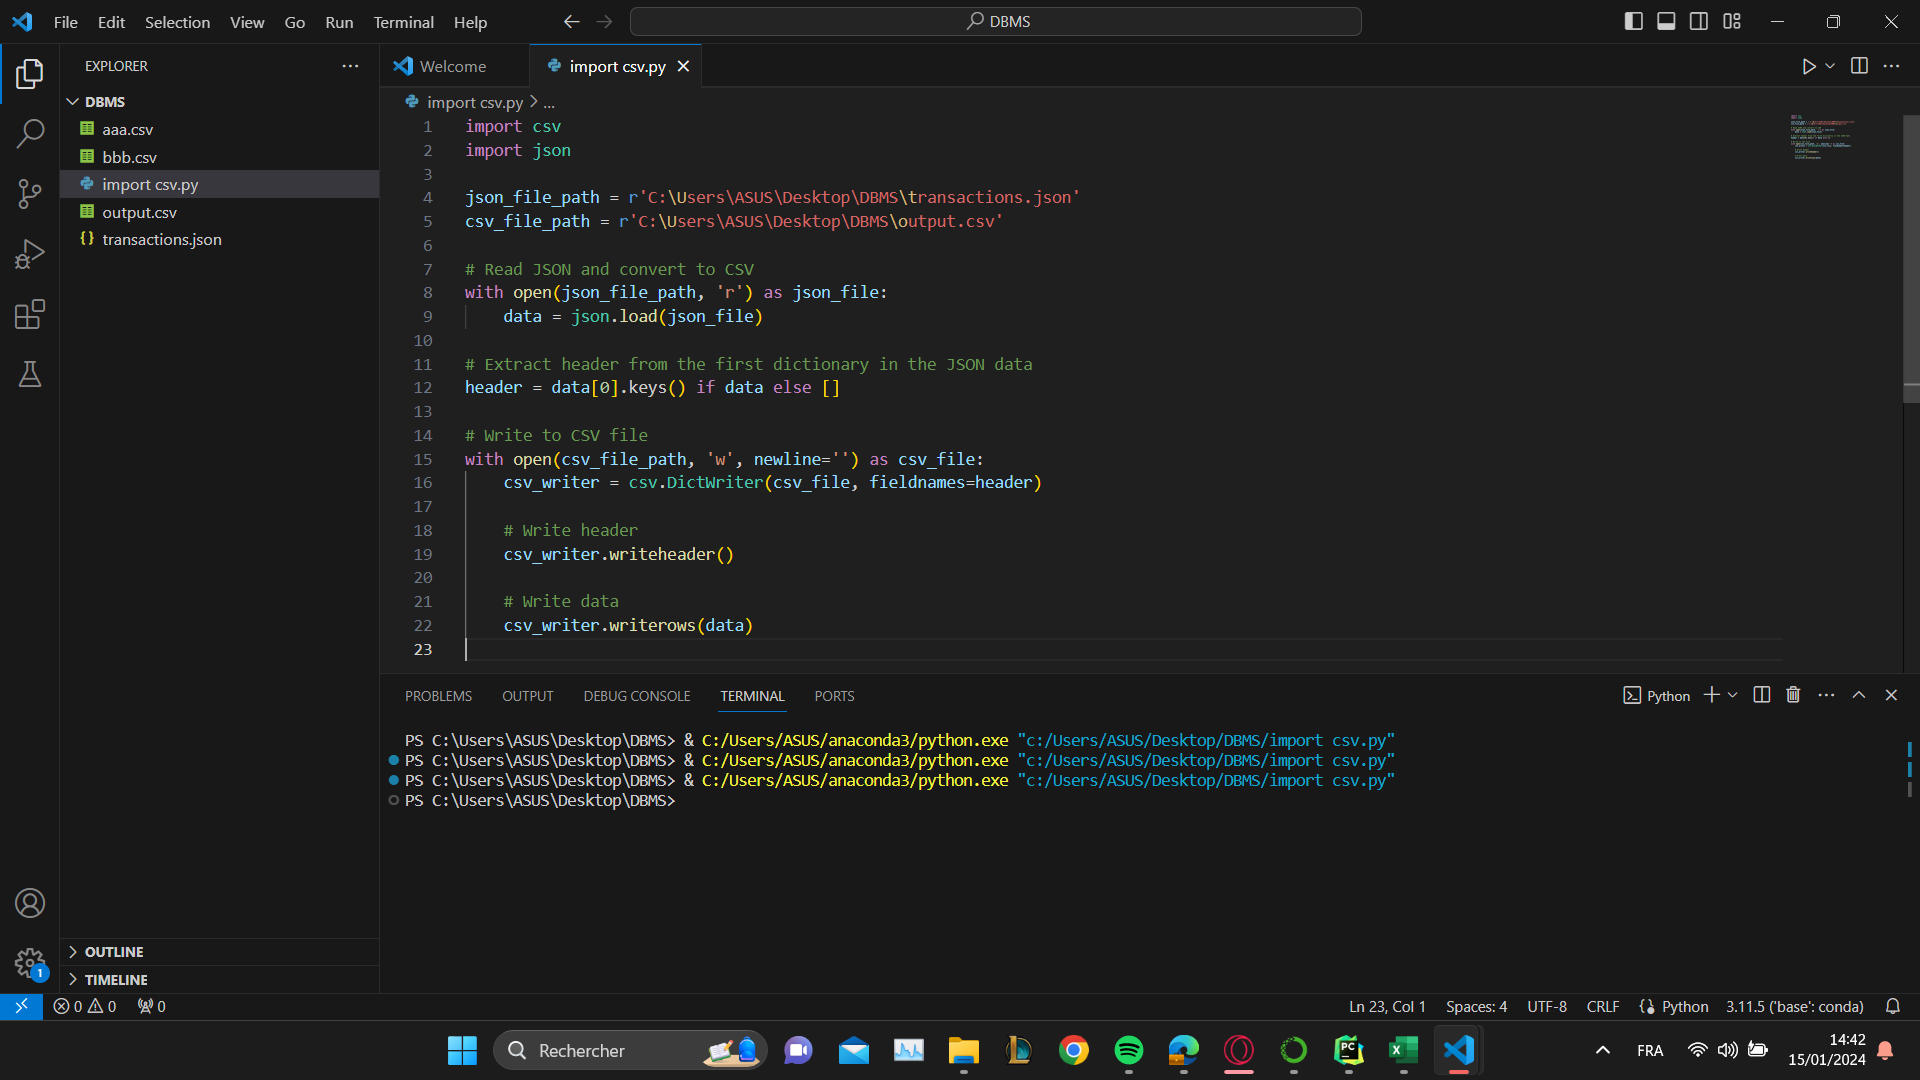 File Edit Selection View Go Run Terminal Help
DBMS
EXPLORER
DBMS
aaa.csv
bbb.csv
import csv.py
output.csv
transactions.json
OUTLINE
TIMELINE
Welcome
import csv.py
import csv.py > ...
1 import csv
2 import json
3
4 json_file_path = r'C:\Users\ASUS\Desktop\DBMS\transactions.json'
5 csv_file_path = r'C:\Users\ASUS\Desktop\DBMS\output.csv'
6
7 # Read JSON and convert to CSV
8 with open(json_file_path, 'r') as json_file:
9     data = json.load(json_file)
10
11 # Extract header from the first dictionary in the JSON data
12 header = data[0].keys() if data else []
13
14 # Write to CSV file
15 with open(csv_file_path, 'w', newline='') as csv_file:
16     csv_writer = csv.DictWriter(csv_file, fieldnames=header)
17
18     # Write header
19     csv_writer.writeheader()
20
21     # Write data
22     csv_writer.writerows(data)
23
PROBLEMS OUTPUT DEBUG CONSOLE TERMINAL PORTS
Python
PS C:\Users\ASUS\Desktop\DBMS> & C:/Users/ASUS/anaconda3/python.exe "c:/Users/ASUS/Desktop/DBMS/import csv.py"
PS C:\Users\ASUS\Desktop\DBMS> & C:/Users/ASUS/anaconda3/python.exe "c:/Users/ASUS/Desktop/DBMS/import csv.py"
PS C:\Users\ASUS\Desktop\DBMS> & C:/Users/ASUS/anaconda3/python.exe "c:/Users/ASUS/Desktop/DBMS/import csv.py"
PS C:\Users\ASUS\Desktop\DBMS>
1
0 0 0
Ln 23, Col 1 Spaces: 4 UTF-8 CRLF Python 3.11.5 ('base': conda)
Rechercher
PC
FRA
14:42
15/01/2024